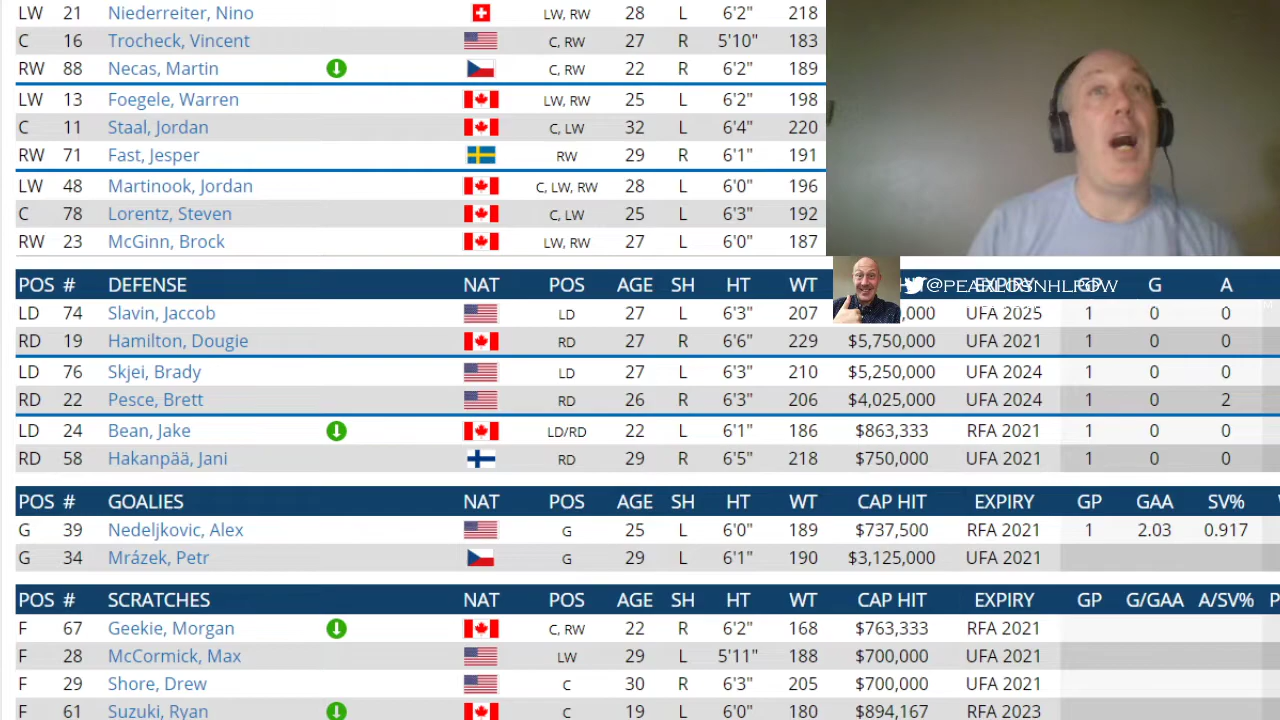 LW 21 Niederreiter, Nino LW, RW 28 L 6'2" 218
C 16 Trocheck, Vincent C, RW 27 R 5'10" 183
RW 88 Necas, Martin C, RW 22 R 6'2" 189
LW 13 Foegele, Warren LW, RW 25 L 6'2" 198
C 11 Staal, Jordan C, LW 32 L 6'4" 220
RW 71 Fast, Jesper RW 29 R 6'1" 191
LW 48 Martinook, Jordan C, LW, RW 28 L 6'0" 196
C 78 Lorentz, Steven C, LW 25 L 6'3" 192
RW 23 McGinn, Brock LW, RW 27 L 6'0" 187
POS # DEFENSE NAT POS AGE SH HT WT EXPIRY GP G A
LD 74 Slavin, Jaccob LD 27 L 6'3" 207 ,000 UFA 2025 1 0 0
RD 19 Hamilton, Dougie RD 27 R 6'6" 229 $5,750,000 UFA 2021 1 0 0
LD 76 Skjei, Brady LD 27 L 6'3" 210 $5,250,000 UFA 2024 1 0 0
RD 22 Pesce, Brett RD 26 R 6'3" 206 $4,025,000 UFA 2024 1 0 2
LD 24 Bean, Jake LD/RD 22 L 6'1" 186 $863,333 RFA 2021 1 0 0
RD 58 Hakanpää, Jani RD 29 R 6'5" 218 $750,000 UFA 2021 1 0 0
POS # GOALIES NAT POS AGE SH HT WT CAP HIT EXPIRY GP GAA SV%
G 39 Nedeljkovic, Alex G 25 L 6'0" 189 $737,500 RFA 2021 1 2.03 0.917
G 34 Mrázek, Petr G 29 L 6'1" 190 $3,125,000 UFA 2021
POS # SCRATCHES NAT POS AGE SH HT WT CAP HIT EXPIRY GP G/GAA A/SV% P
F 67 Geekie, Morgan C, RW 22 R 6'2" 168 $763,333 RFA 2021
F 28 McCormick, Max LW 29 L 5'11" 188 $700,000 UFA 2021
F 29 Shore, Drew C 30 R 6'3" 205 $700,000 UFA 2021
F 61 Suzuki, Ryan C 19 L 6'0" 180 $894,167 RFA 2023